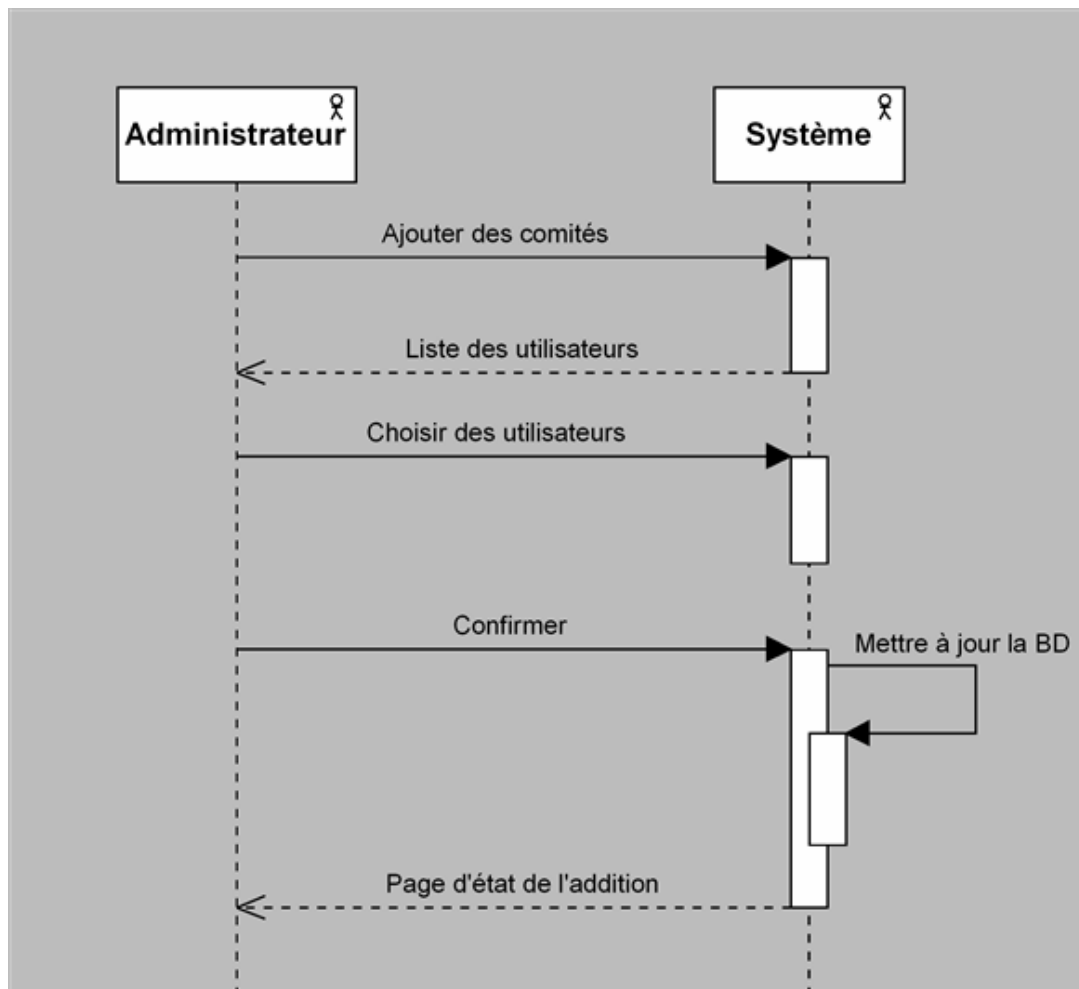 Administrateur
Système
Ajouter des comités
Liste des utilisateurs
Choisir des utilisateurs
Confirmer
Mettre à jour la BD
Page d'état de l'addition